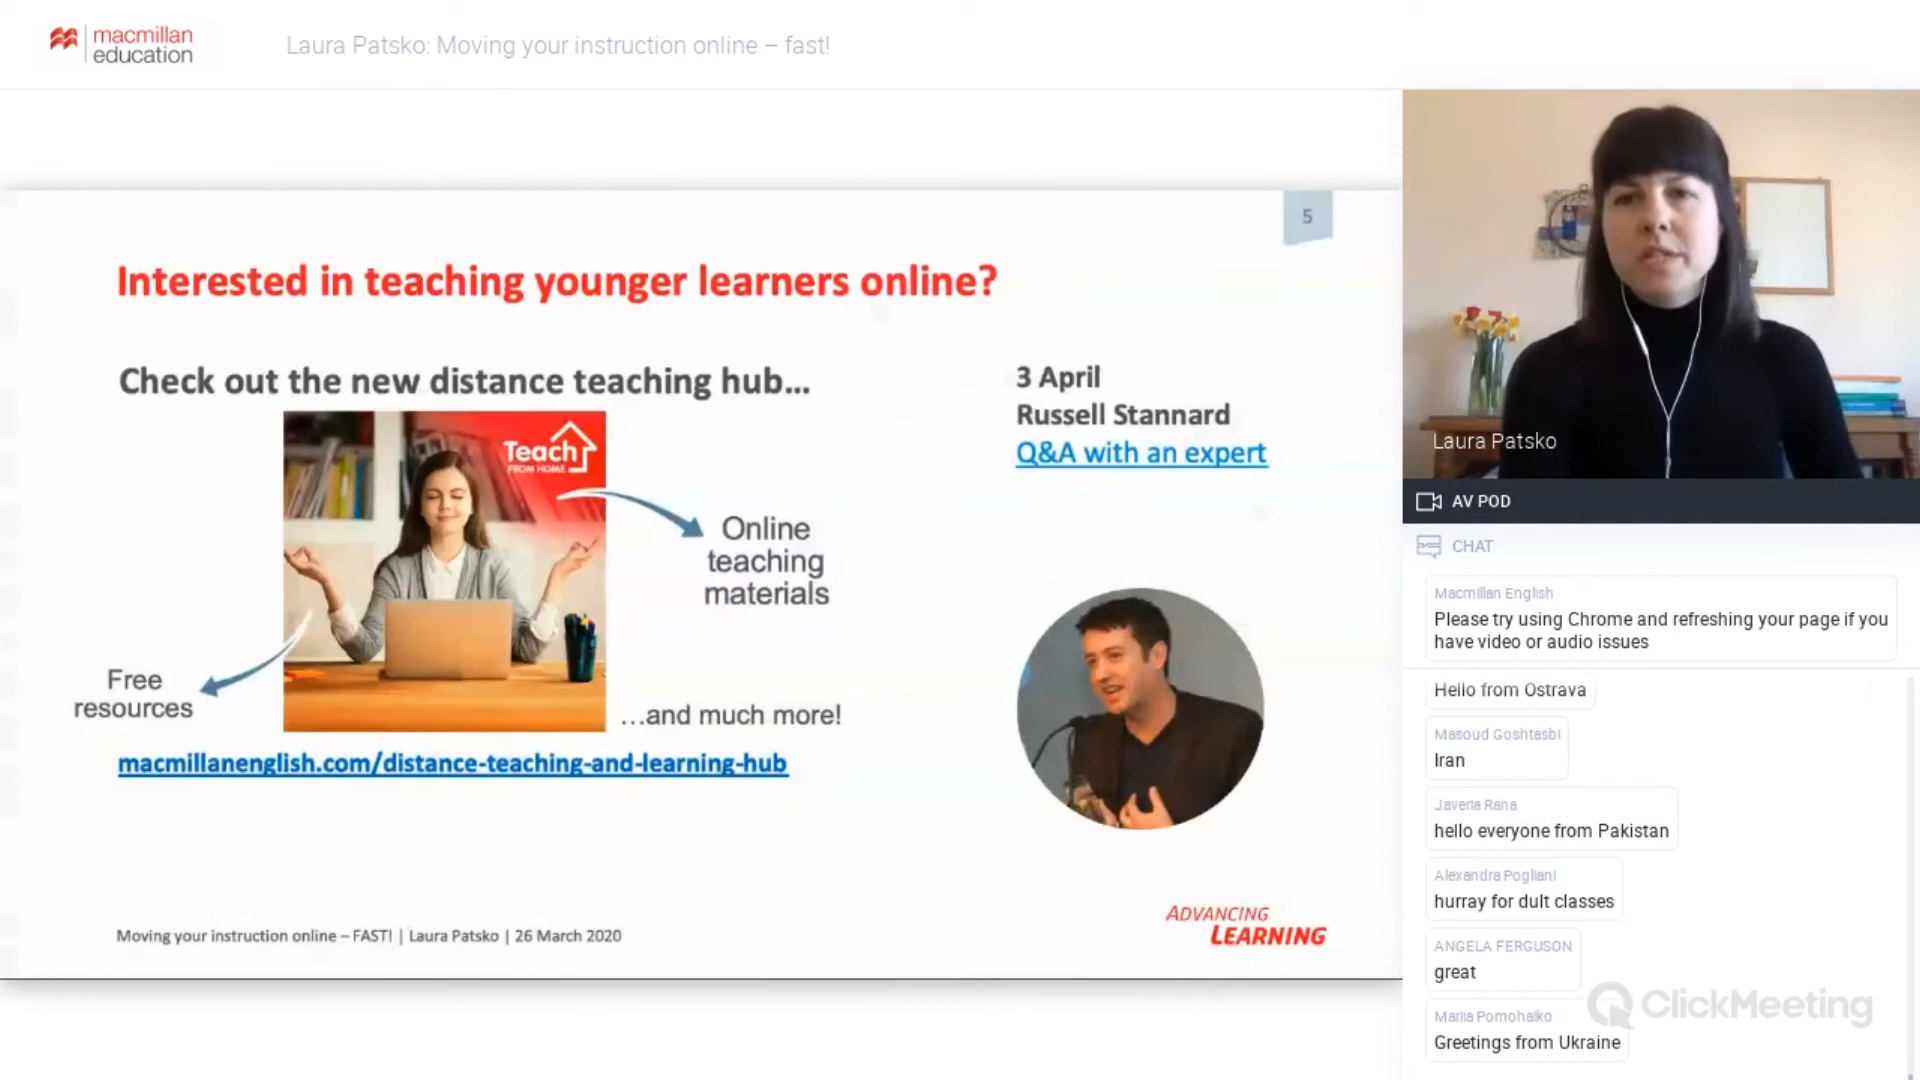 macmillan
education
Laura Patsko: Moving your instruction online – fast!
5
Interested in teaching younger learners online?
Check out the new distance teaching hub...
Teach
FROM HOME
Online
teaching
materials
Free
resources
...and much more!
macmillanenglish.com/distance-teaching-and-learning-hub
3 April
Russell Stannard
Q&A with an expert
Moving your instruction online – FAST! | Laura Patsko | 26 March 2020
ADVANCING
LEARNING
Laura Patsko
AV POD
CHAT
Macmillan English
Please try using Chrome and refreshing your page if you
have video or audio issues
Hello from Ostrava
Masoud Goshtasbi
Iran
Javeria Rana
hello everyone from Pakistan
Alexandra Pogliani
hurray for dult classes
ANGELA FERGUSON
great
Mariia Pomohaiko
Greetings from Ukraine
ClickMeeting